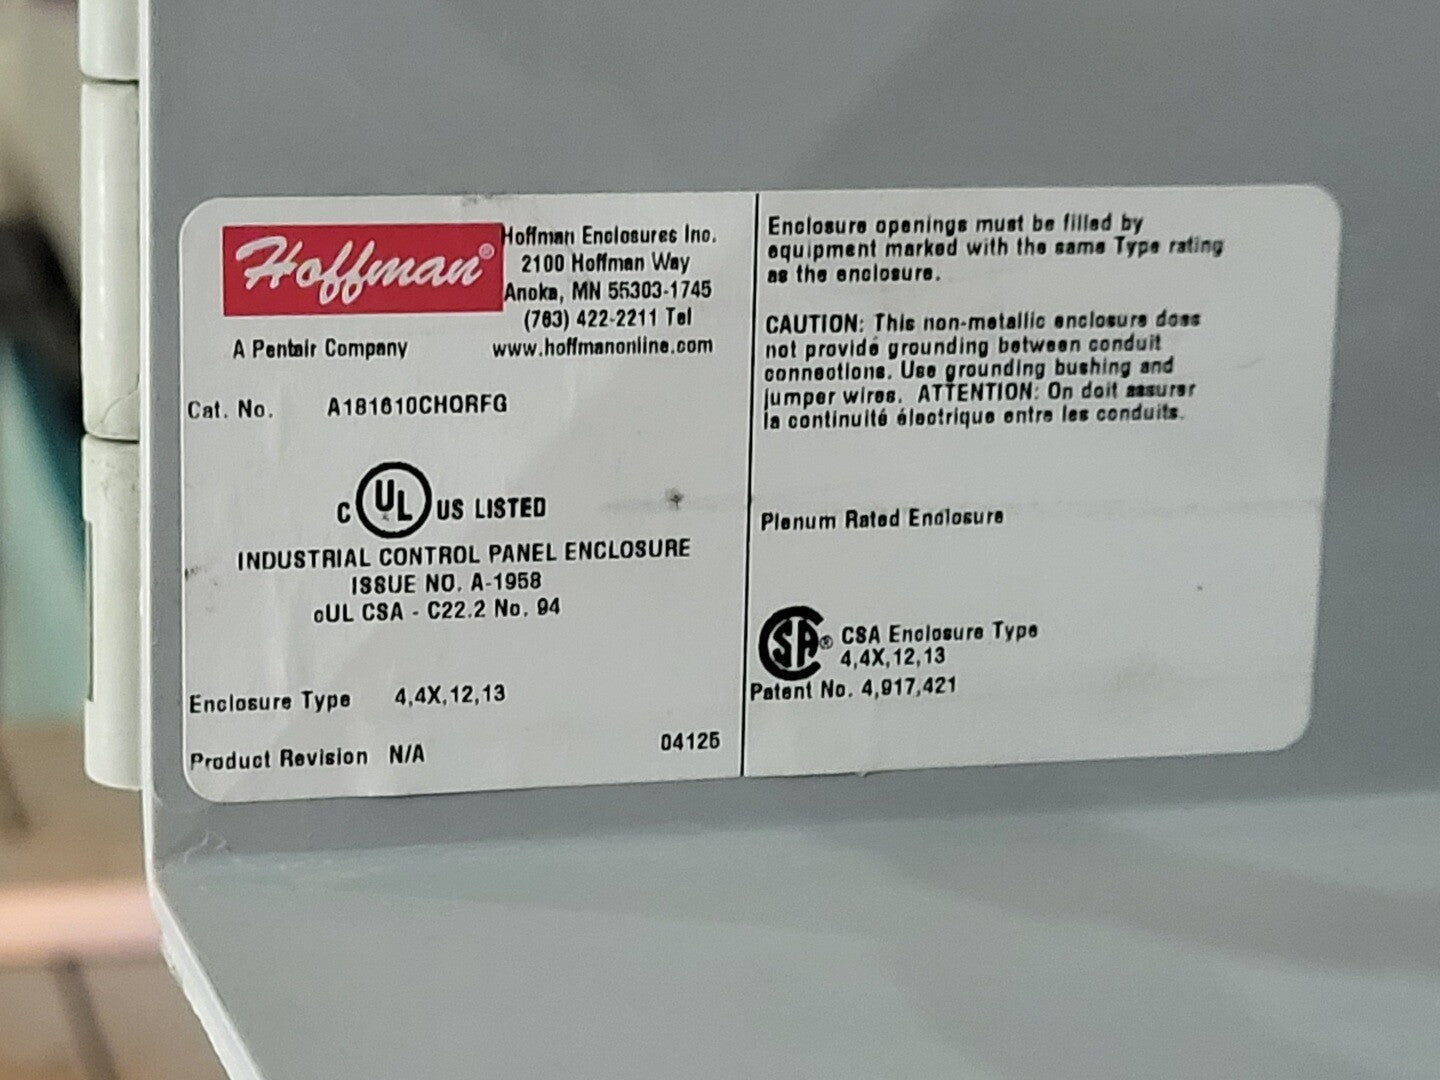 Hoffman®
Hoffman Enclosures Inc.
2100 Hoffman Way
Anoka, MN 55303-1745
(763) 422-2211 Tel
www.hoffmanonline.com
A Pentair Company
Cat. No. A181610CHQRFG
C UL US LISTED
INDUSTRIAL CONTROL PANEL ENCLOSURE
ISSUE NO. A-1958
cUL CSA - C22.2 No. 94
Enclosure Type 4,4X,12,13
Product Revision N/A
04125
Enclosure openings must be filled by
equipment marked with the same Type rating
as the enclosure.
CAUTION: This non-metallic enclosure does
not provide grounding between conduit
connections. Use grounding bushing and
jumper wires. ATTENTION: On doit assurer
la continuité électrique entre les conduits.
Plenum Rated Enclosure
SA® CSA Enclosure Type
4,4X,12,13
Patent No. 4,917,421